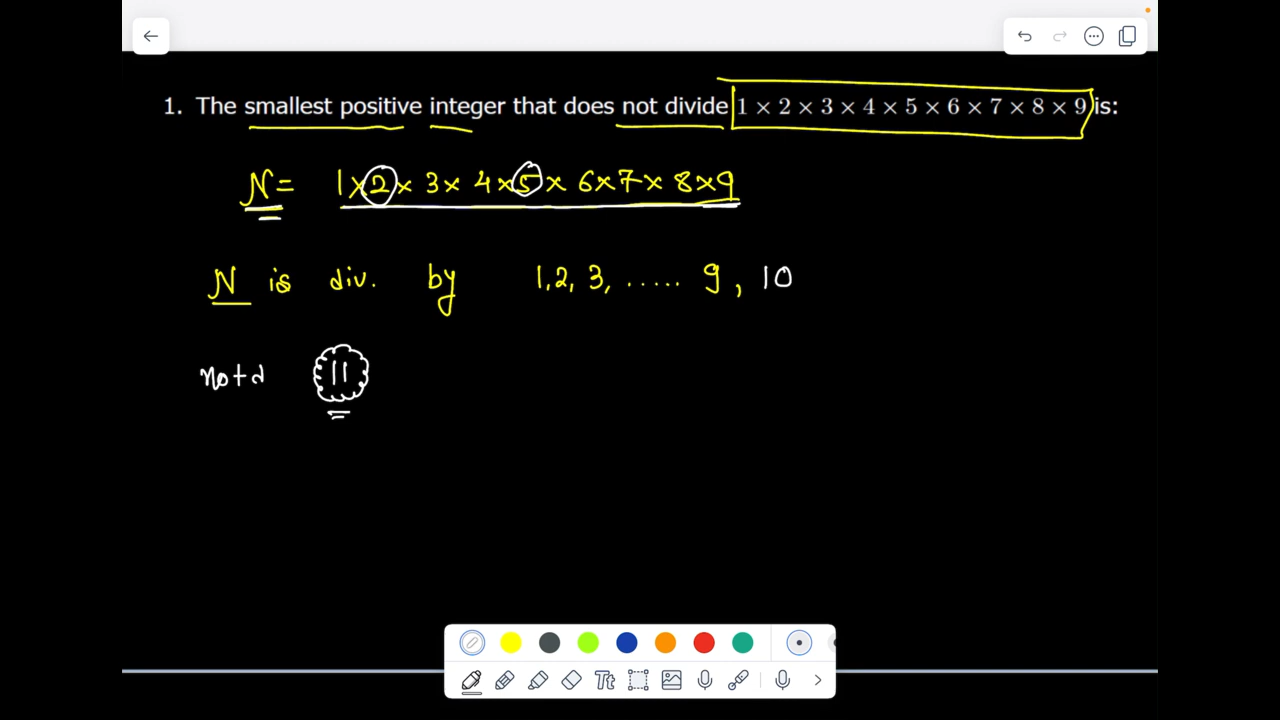 1. The smallest positive integer that does not divide 1 × 2 × 3 × 4 × 5 × 6 × 7 × 8 × 9 is:
N = 1 × 2 × 3 × 4 × 5 × 6 × 7 × 8 × 9
N is div. by 1, 2, 3, ..... 9, 10
not d 11
Tt